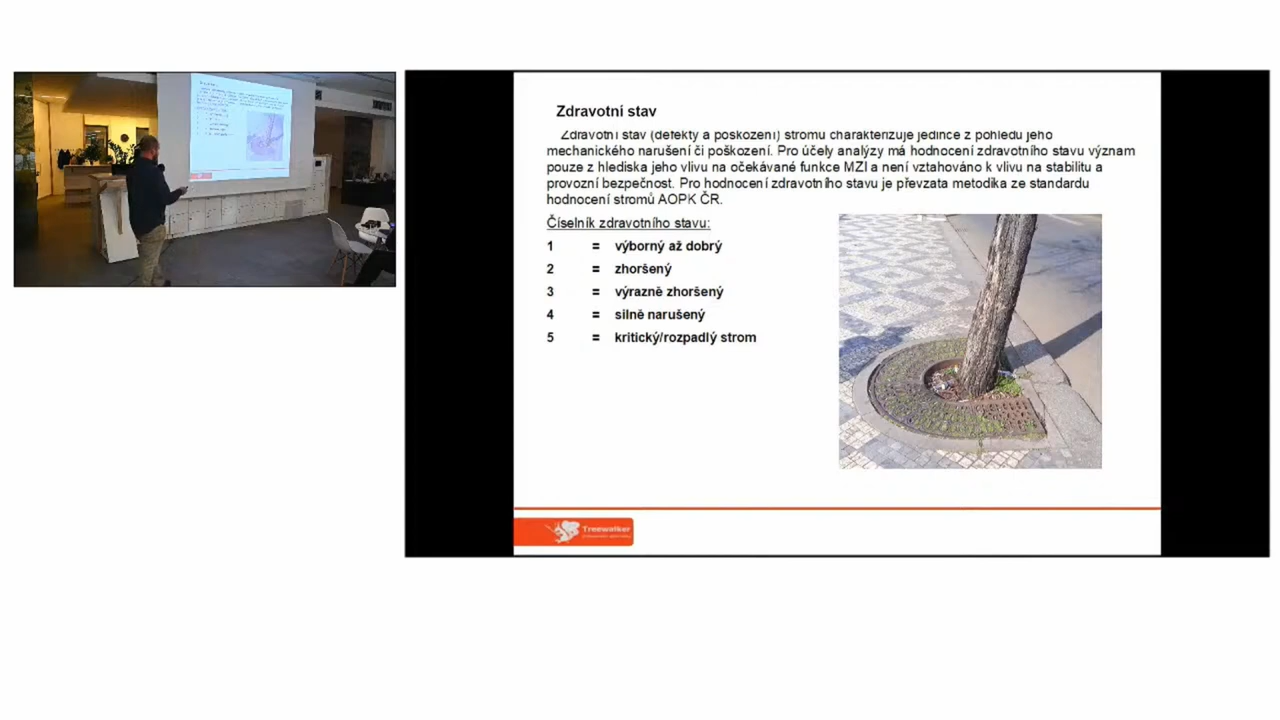 Zdravotní stav
Zdravotní stav (defekty a poškození) stromu charakterizuje jedince z pohledu jeho
mechanického narušení či poškození. Pro účely analýzy má hodnocení zdravotního stavu význam
pouze z hlediska jeho vlivu na očekávané funkce MZI a není vztahováno k vlivu na stabilitu a
provozní bezpečnost. Pro hodnocení zdravotního stavu je převzata metodika ze standardu
hodnocení stromů AOPK ČR.
Číselník zdravotního stavu:
1 = výborný až dobrý
2 = zhoršený
3 = výrazně zhoršený
4 = silně narušený
5 = kritický/rozpadlý strom
Treewalker